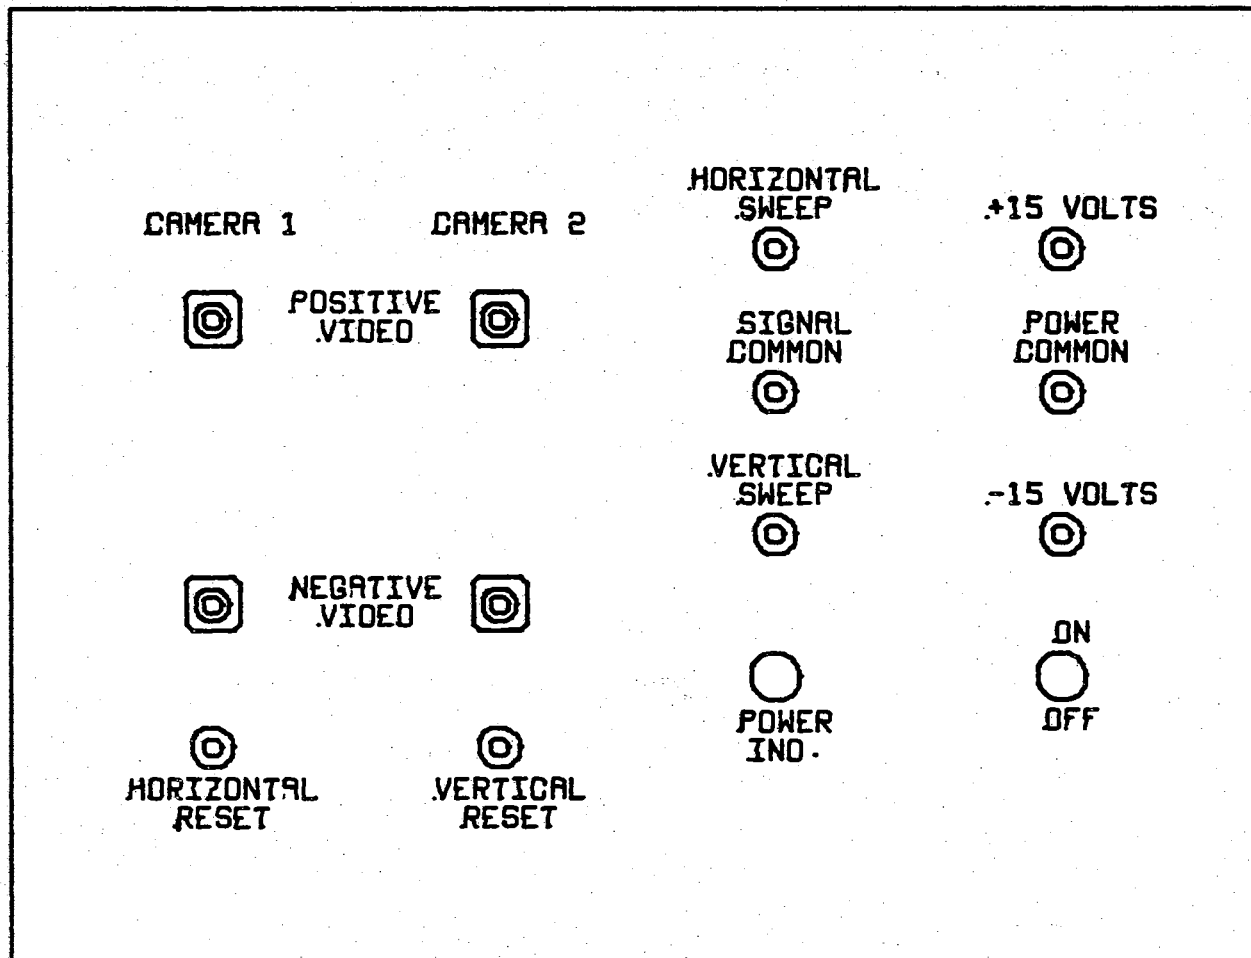 CAMERA 1
CAMERA 2
POSITIVE
VIDEO
NEGATIVE
VIDEO
HORIZONTAL
RESET
VERTICAL
RESET
HORIZONTAL
SWEEP
SIGNAL
COMMON
VERTICAL
SWEEP
POWER
IND.
+15 VOLTS
POWER
COMMON
-15 VOLTS
ON
OFF